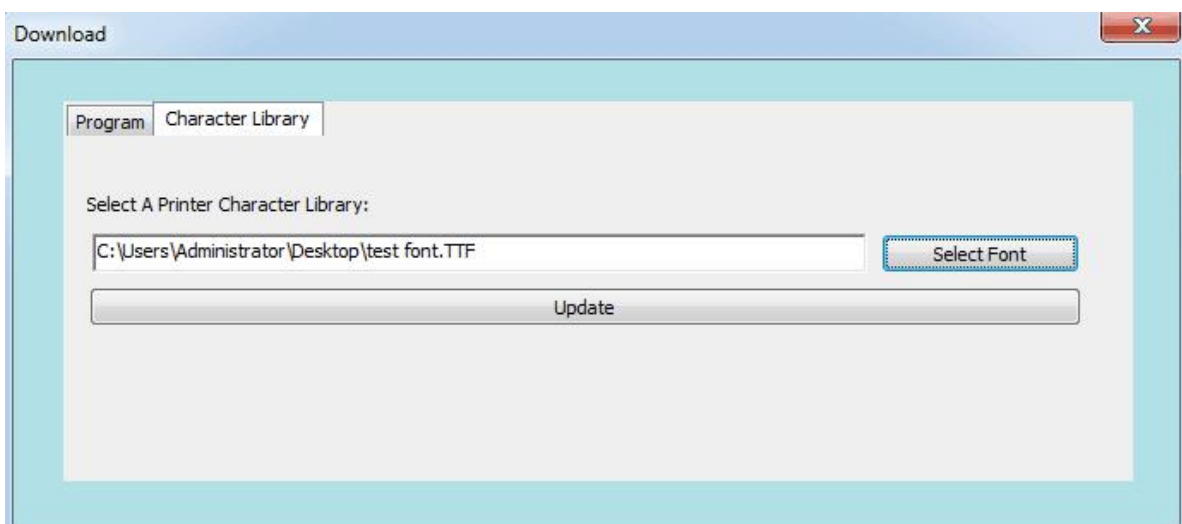 Download
Program Character Library
Select A Printer Character Library:
C:\Users\Administrator\Desktop\test font.TTF Select Font
Update